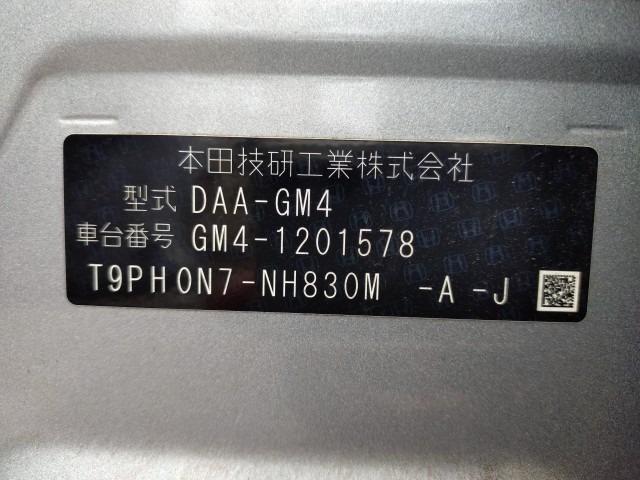 本田技研工業株式会社
型式 DAA-GM4
車台番号 GM4-1201578
T9PH0N7-NH830M -A -J